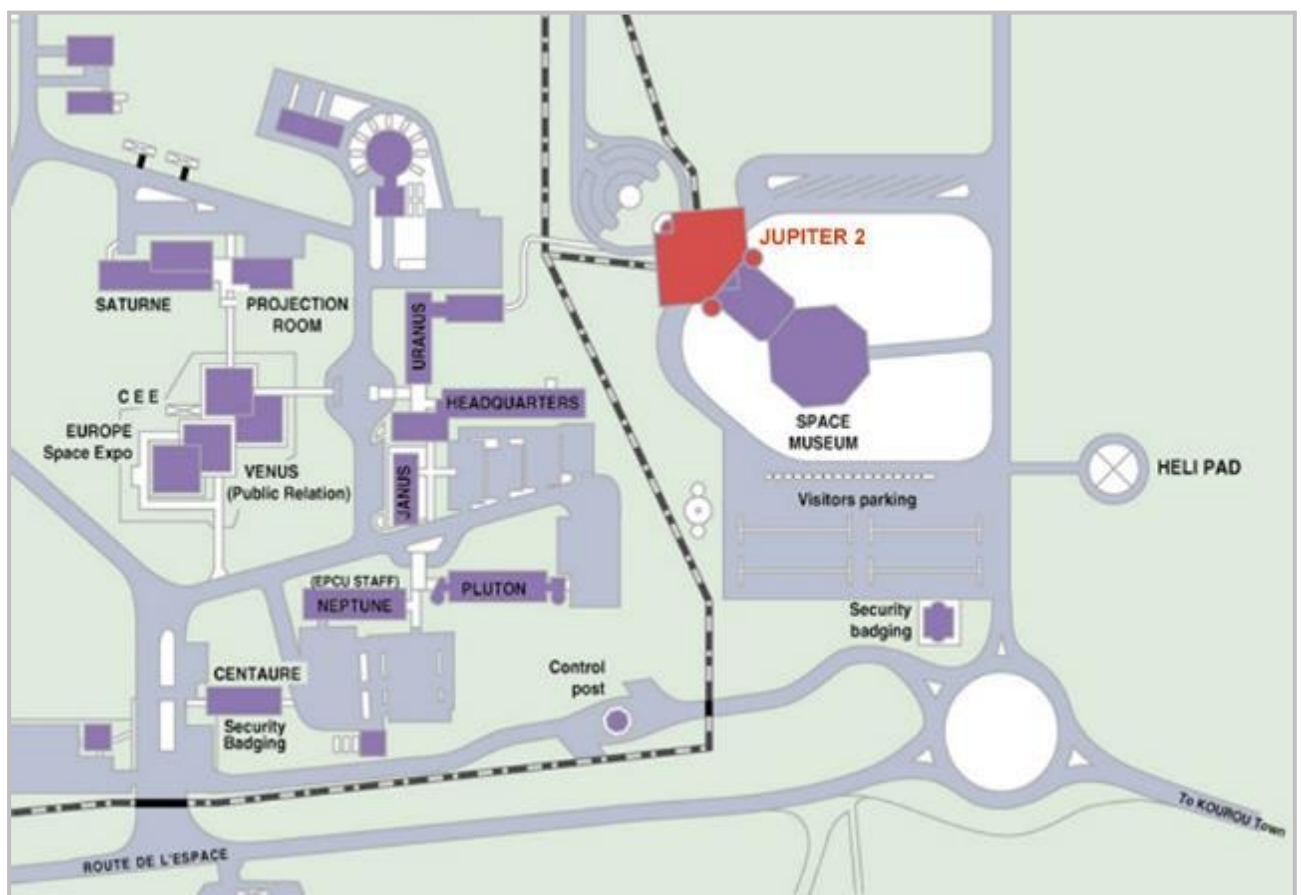 JUPITER 2
SATURNE
PROJECTION
ROOM
URANUS
C E E
HEADQUARTERS
EUROPE
Space Expo
SPACE
MUSEUM
VENUS
(Public Relation)
JANUS
HELI PAD
Visitors parking
(EPCU STAFF)
NEPTUNE
PLUTON
Security
badging
CENTAURE
Control
post
Security
Badging
To KOUROU Town
ROUTE DE L'ESPACE